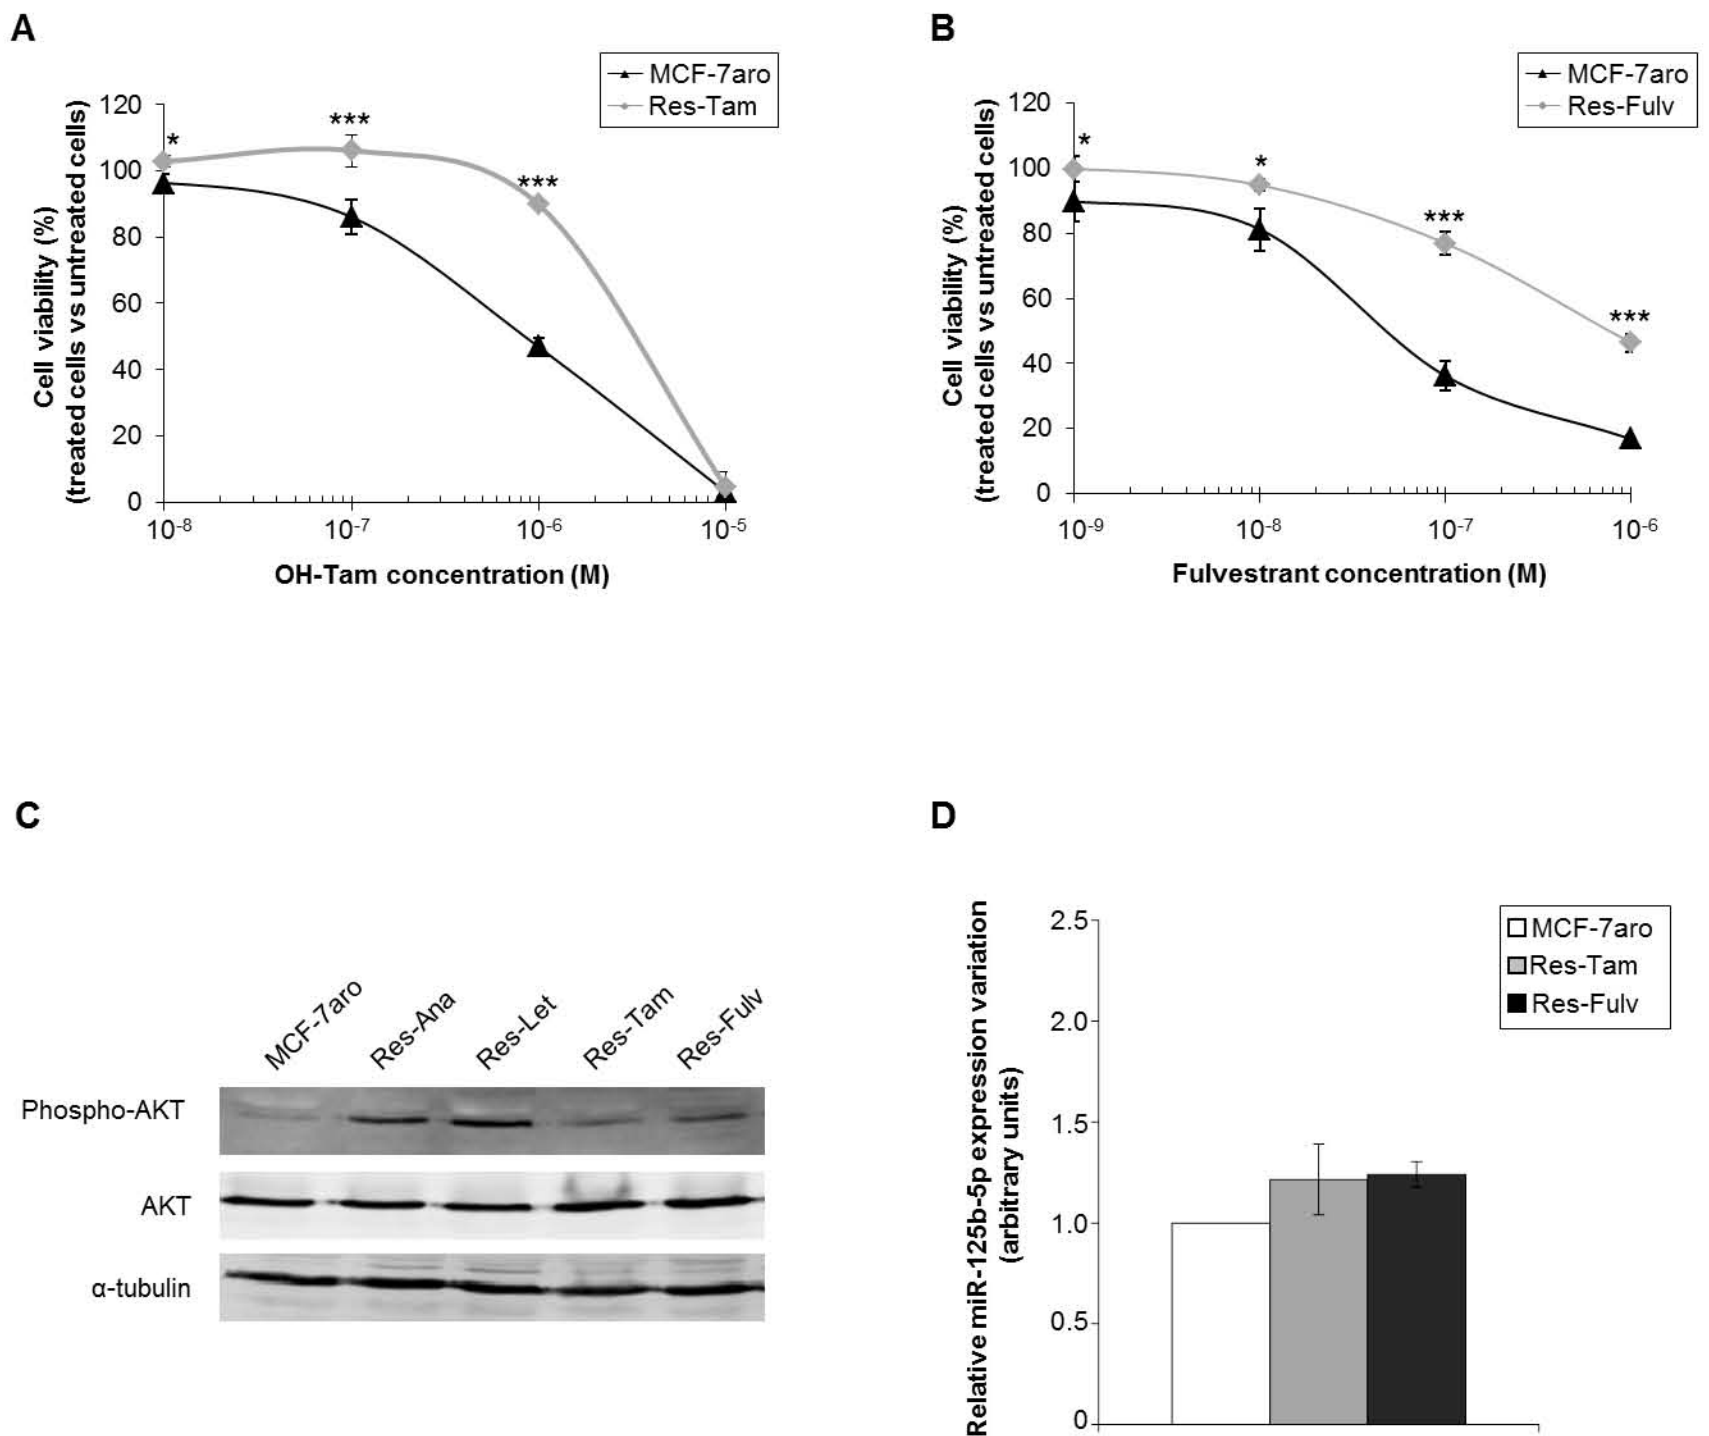 A
MCF-7aro
Res-Tam
Cell viability (%)
(treated cells vs untreated cells)
120
100
80
60
40
20
0
*
***
***
10-8
10-7
10-6
10-5
OH-Tam concentration (M)
B
MCF-7aro
Res-Fulv
Cell viability (%)
(treated cells vs untreated cells)
120
100
80
60
40
20
0
*
*
***
***
10-9
10-8
10-7
10-6
Fulvestrant concentration (M)
C
MCF-7aro
Res-Ana
Res-Let
Res-Tam
Res-Fulv
Phospho-AKT
AKT
α-tubulin
D
MCF-7aro
Res-Tam
Res-Fulv
Relative miR-125b-5p expression variation
(arbitrary units)
2.5
2.0
1.5
1.0
0.5
0